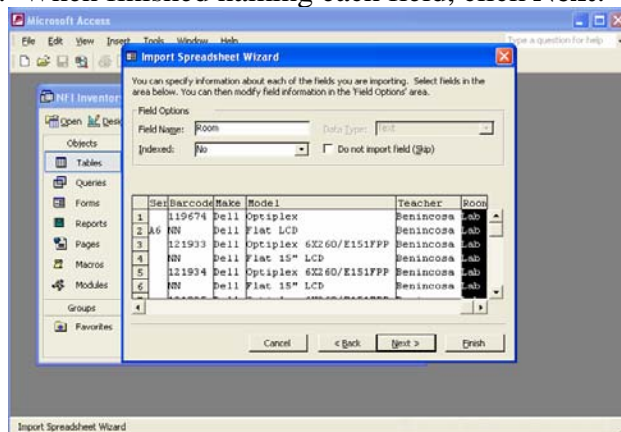 When finished naming each field, click Next.
Microsoft Access
File Edit View Insert Tools Window Help
Type a question for help
Import Spreadsheet Wizard
You can specify information about each of the fields you are importing. Select fields in the
area below. You can then modify field information in the 'Field Options' area.
Field Options
Field Name: Room
Data Type: Text
Indexed: No
Do not import field (Skip)
NFI Inventor
Open
Objects
Tables
Queries
Forms
Reports
Pages
Macros
Modules
Groups
Favorites
Ser Barcode Make Model Teacher Room
1 119674 Dell Optiplex Benincosa Lab
2 A6 NN Dell Flat LCD Benincosa Lab
3 121933 Dell Optiplex 6X260/E151FPP Benincosa Lab
4 NN Dell Flat 15" LCD Benincosa Lab
5 121934 Dell Optiplex 6X260/E151FPP Benincosa Lab
6 NN Dell Flat 15" LCD Benincosa Lab
Cancel < Back Next > Finish
Import Spreadsheet Wizard